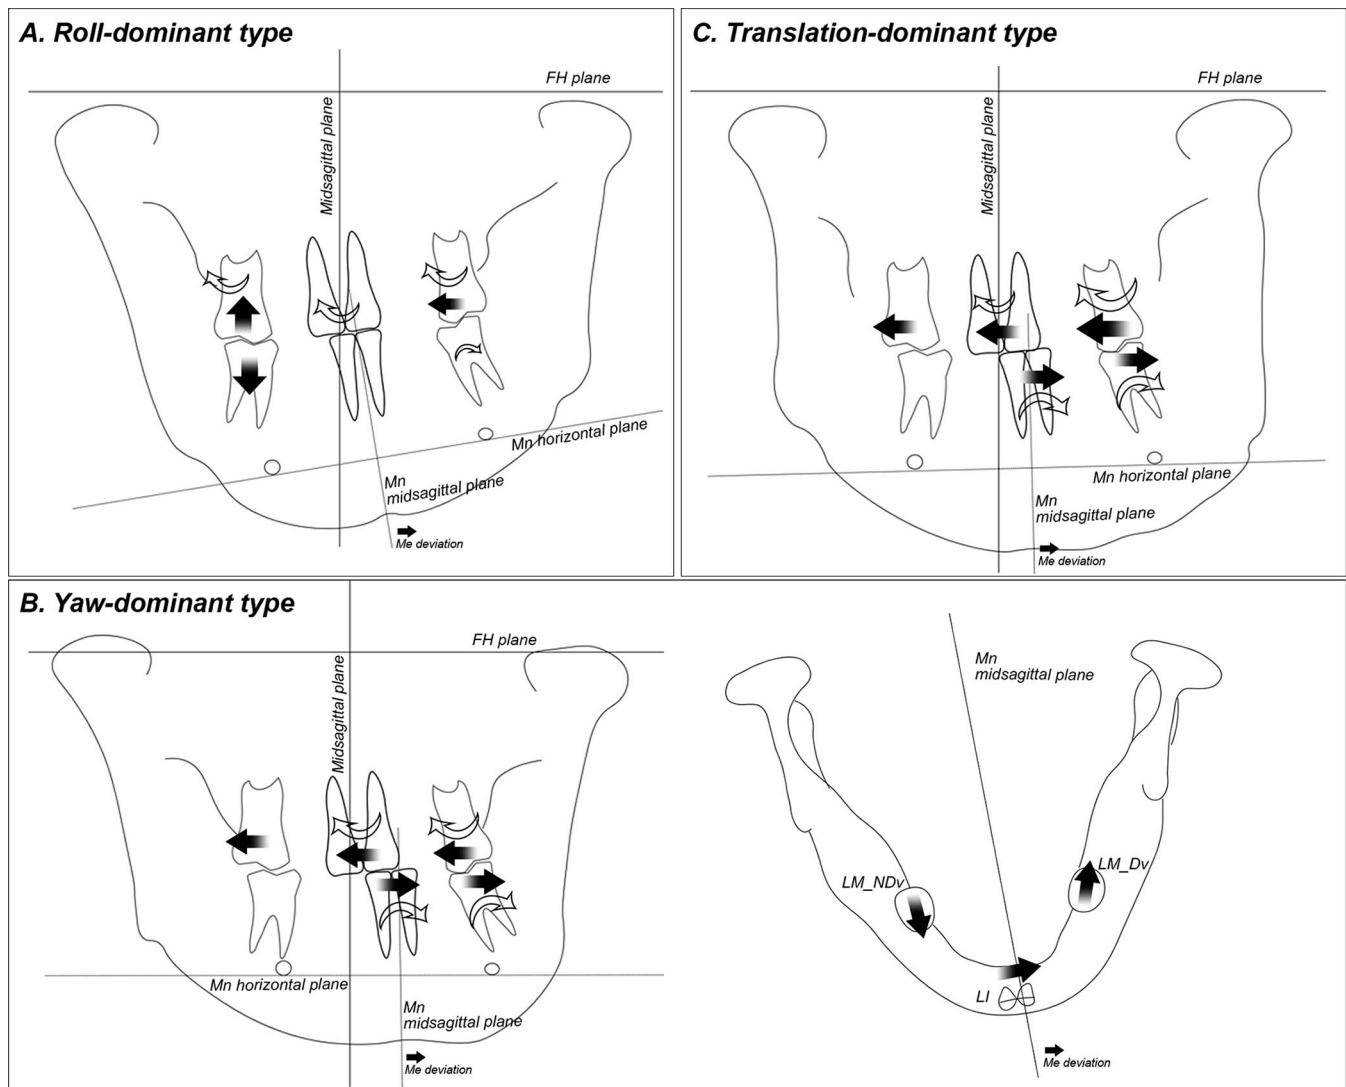 A. Roll-dominant type
FH plane
Midsagittal plane
Mn horizontal plane
Mn
midsagittal plane
Me deviation
C. Translation-dominant type
FH plane
Midsagittal plane
Mn horizontal plane
Mn
midsagittal plane
Me deviation
B. Yaw-dominant type
FH plane
Midsagittal plane
Mn horizontal plane
Mn
midsagittal plane
Me deviation
Mn
midsagittal plane
LM_NDv
LM_Dv
LI
Me deviation